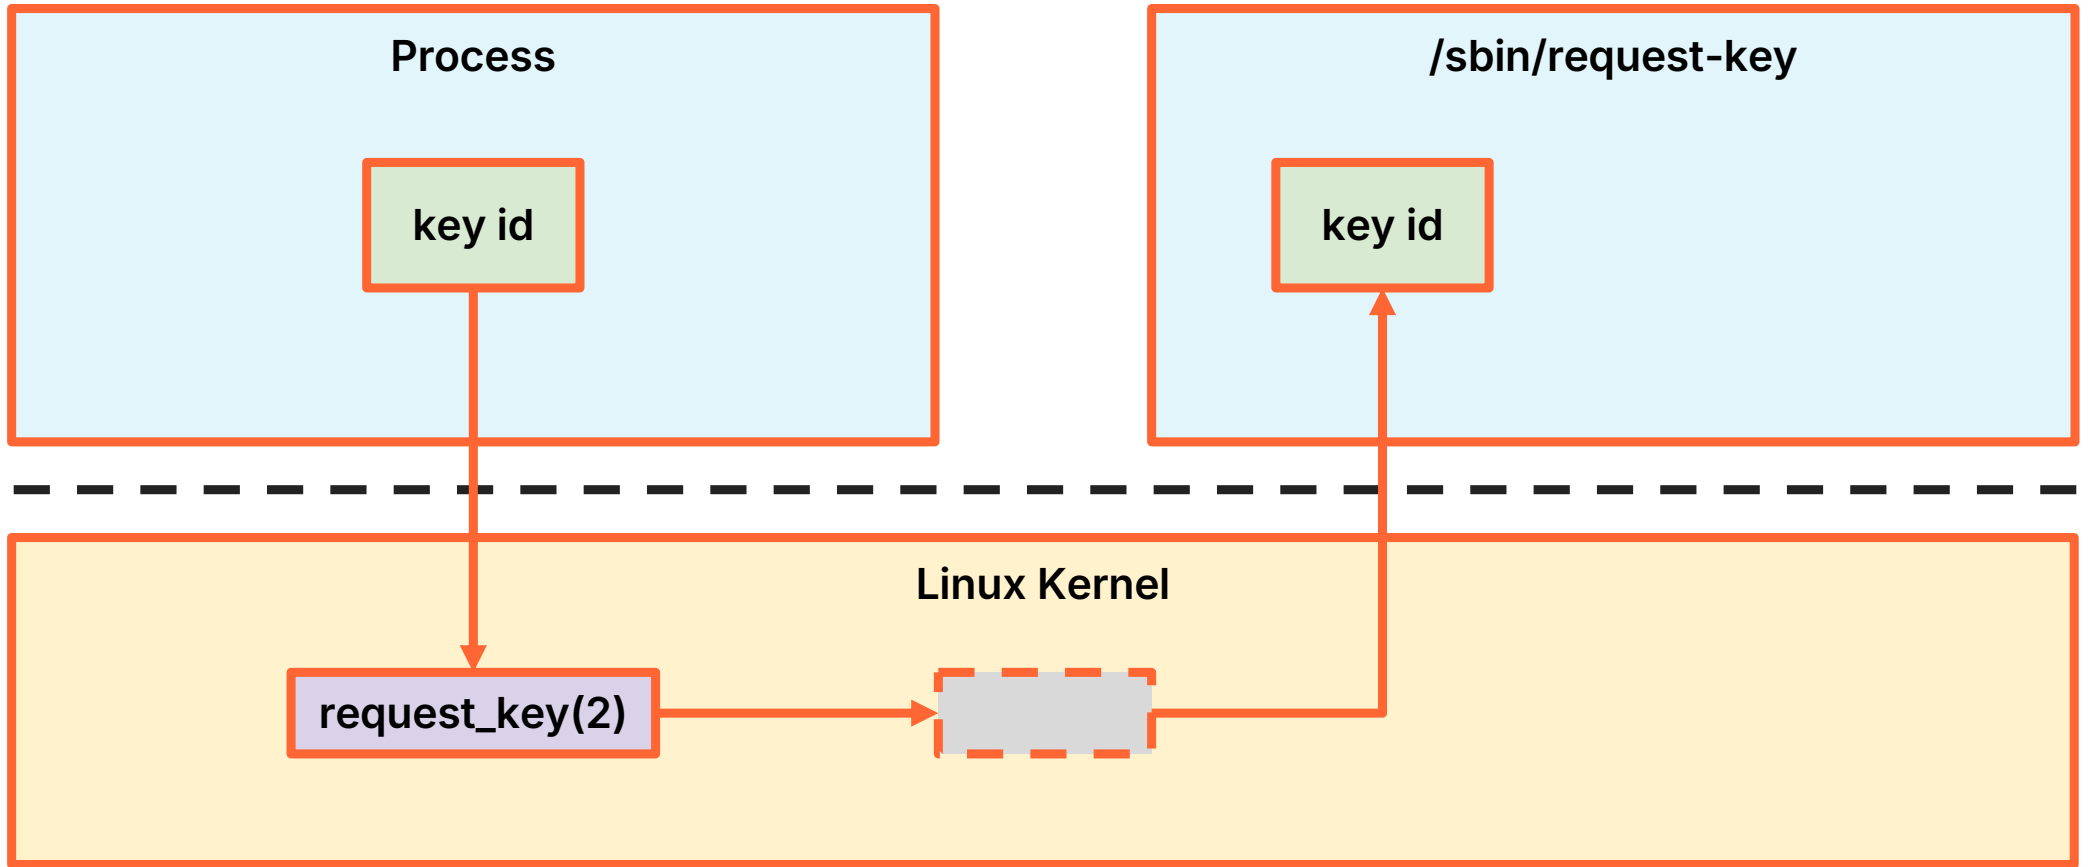 Process
/sbin/request-key
key id
key id
Linux Kernel
request_key(2)